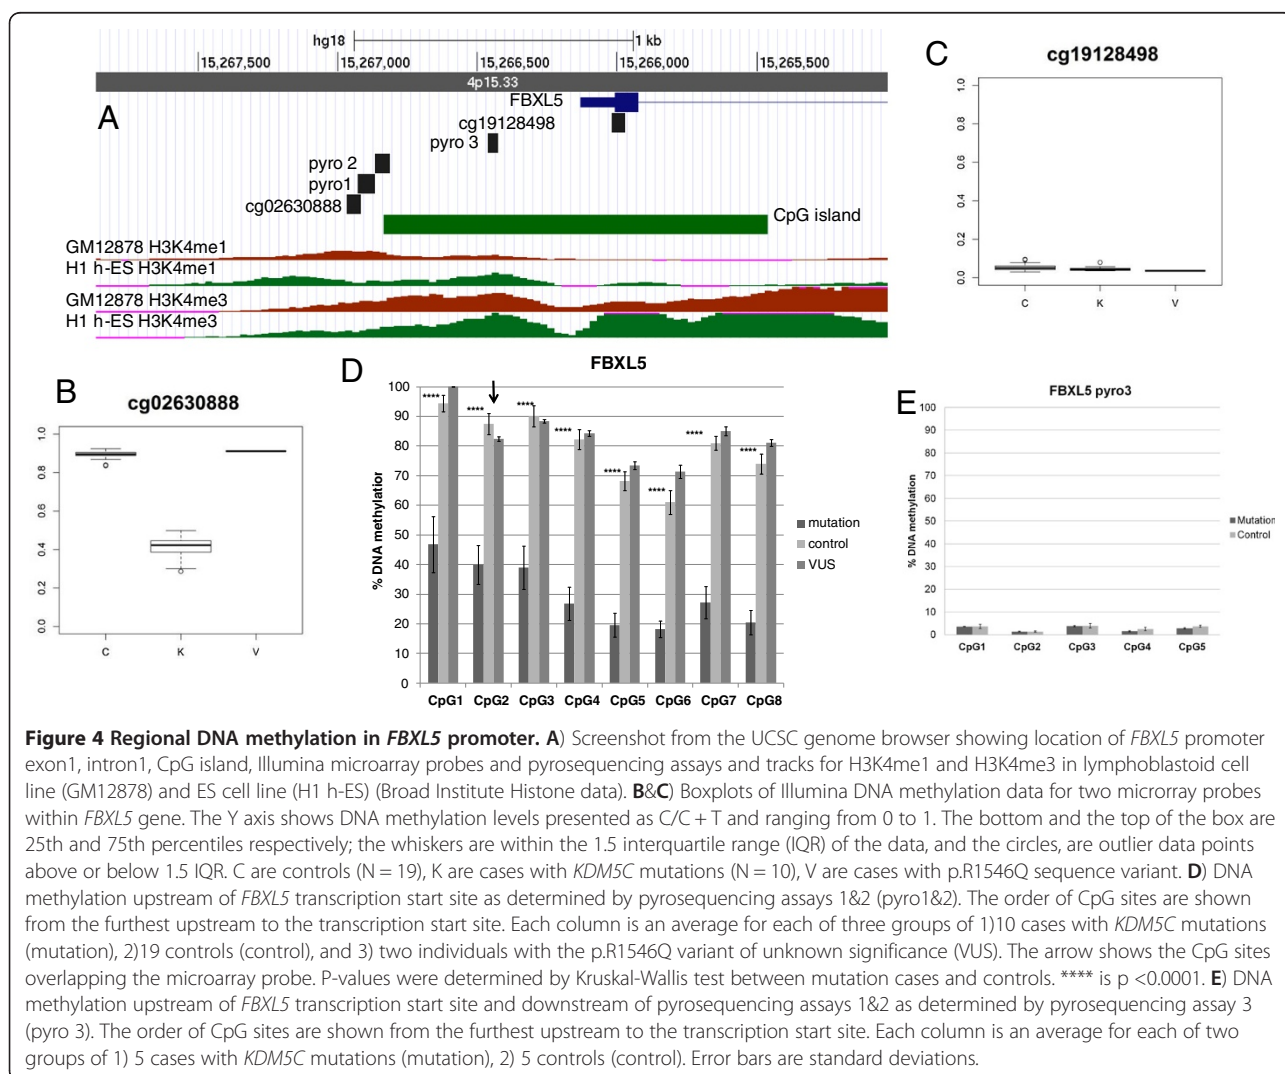 hg18
1 kb
15,267,500
15,267,000
15,266,500
15,266,000
15,265,500
4p15.33
A
FBXL5
cg19128498
pyro 3
pyro 2
pyro1
cg02630888
CpG island
GM12878 H3K4me1
H1 h-ES H3K4me1
GM12878 H3K4me3
H1 h-ES H3K4me3
C
cg19128498
1.0
0.8
0.6
0.4
0.2
0.0
C K V
B
cg02630888
1.0
0.8
0.6
0.4
0.2
0.0
C K V
D
FBXL5
% DNA methylation
100
90
80
70
60
50
40
30
20
10
0
**** **** **** **** **** **** **** ****
CpG1 CpG2 CpG3 CpG4 CpG5 CpG6 CpG7 CpG8
mutation
control
VUS
E
FBXL5 pyro3
% DNA methylation
100
90
80
70
60
50
40
30
20
10
0
CpG1 CpG2 CpG3 CpG4 CpG5
Mutation
Control
Figure 4 Regional DNA methylation in FBXL5 promoter. A) Screenshot from the UCSC genome browser showing location of FBXL5 promoter
exon1, intron1, CpG island, Illumina microarray probes and pyrosequencing assays and tracks for H3K4me1 and H3K4me3 in lymphoblastoid cell
line (GM12878) and ES cell line (H1 h-ES) (Broad Institute Histone data). B&C) Boxplots of Illumina DNA methylation data for two microrray probes
within FBXL5 gene. The Y axis shows DNA methylation levels presented as C/C + T and ranging from 0 to 1. The bottom and the top of the box are
25th and 75th percentiles respectively; the whiskers are within the 1.5 interquartile range (IQR) of the data, and the circles, are outlier data points
above or below 1.5 IQR. C are controls (N = 19), K are cases with KDM5C mutations (N = 10), V are cases with p.R1546Q sequence variant. D) DNA
methylation upstream of FBXL5 transcription start site as determined by pyrosequencing assays 1&2 (pyro1&2). The order of CpG sites are shown
from the furthest upstream to the transcription start site. Each column is an average for each of three groups of 1)10 cases with KDM5C mutations
(mutation), 2)19 controls (control), and 3) two individuals with the p.R1546Q variant of unknown significance (VUS). The arrow shows the CpG sites
overlapping the microarray probe. P-values were determined by Kruskal-Wallis test between mutation cases and controls. **** is p <0.0001. E) DNA
methylation upstream of FBXL5 transcription start site and downstream of pyrosequencing assays 1&2 as determined by pyrosequencing assay 3
(pyro 3). The order of CpG sites are shown from the furthest upstream to the transcription start site. Each column is an average for each of two
groups of 1) 5 cases with KDM5C mutations (mutation), 2) 5 controls (control). Error bars are standard deviations.